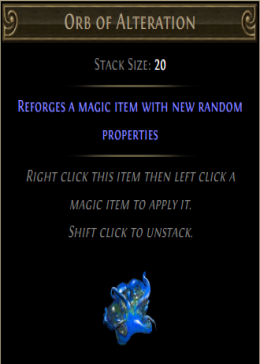 Orb of Alteration
Stack Size: 20
Reforges a magic item with new random
properties
Right click this item then left click a
magic item to apply it.
Shift click to unstack.